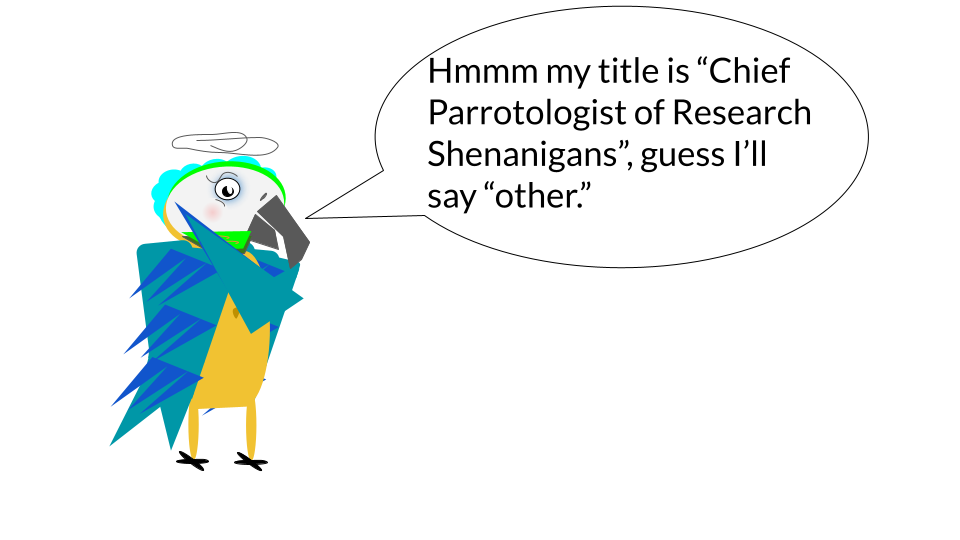 Hmmm my title is “Chief
Parrotologist of Research
Shenanigans”, guess I’ll
say “other.”